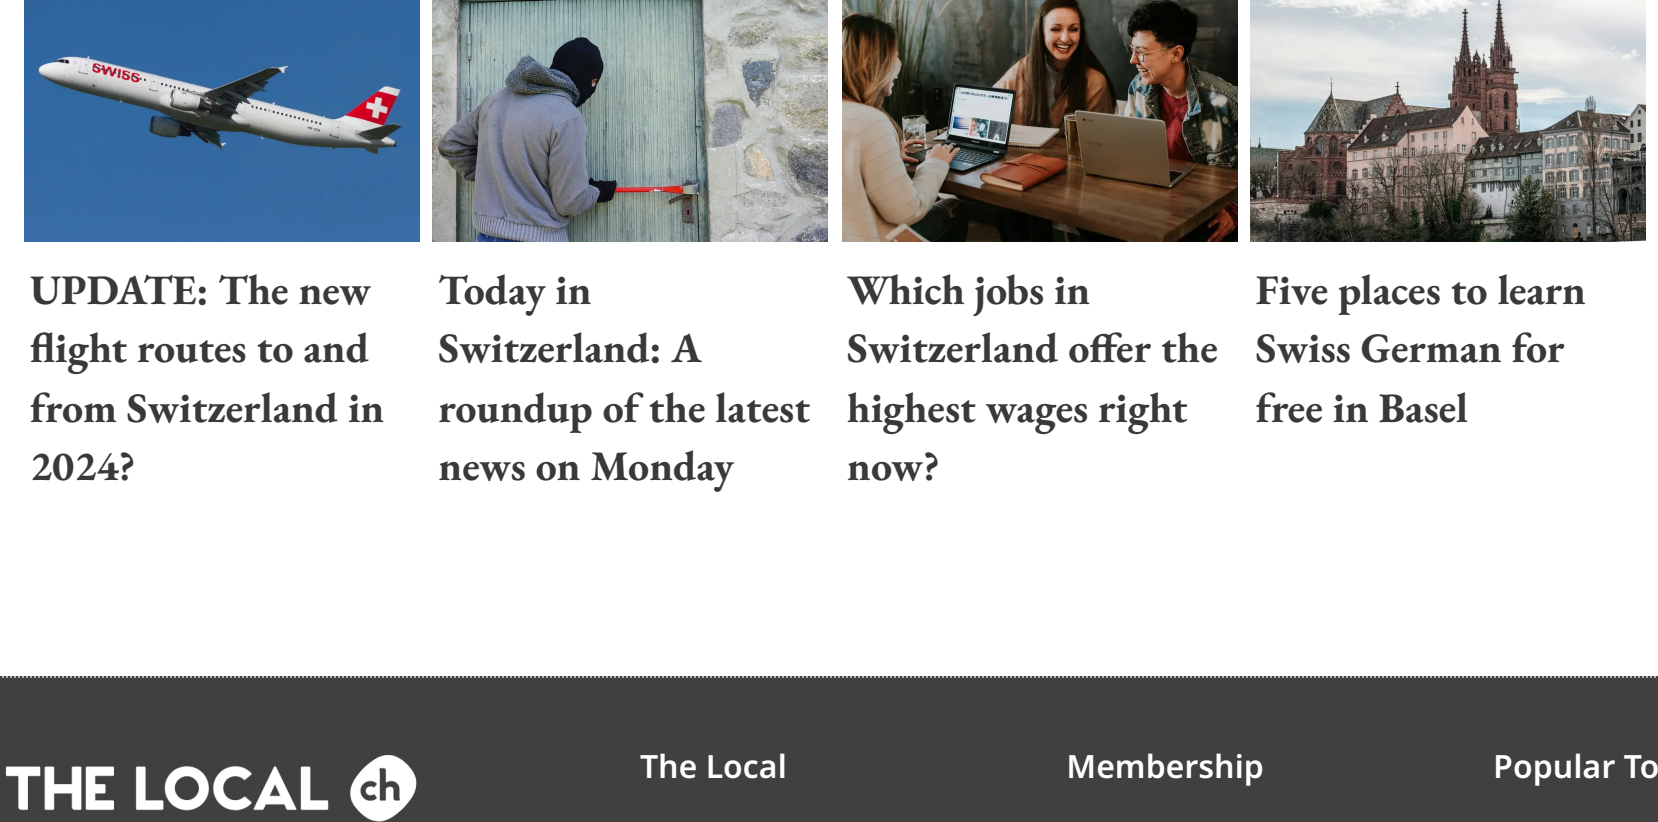 SWISS
UPDATE: The new
flight routes to and
from Switzerland in
2024?
Today in
Switzerland: A
roundup of the latest
news on Monday
Which jobs in
Switzerland offer the
highest wages right
now?
Five places to learn
Swiss German for
free in Basel
THE LOCAL ch
The Local
Membership
Popular To